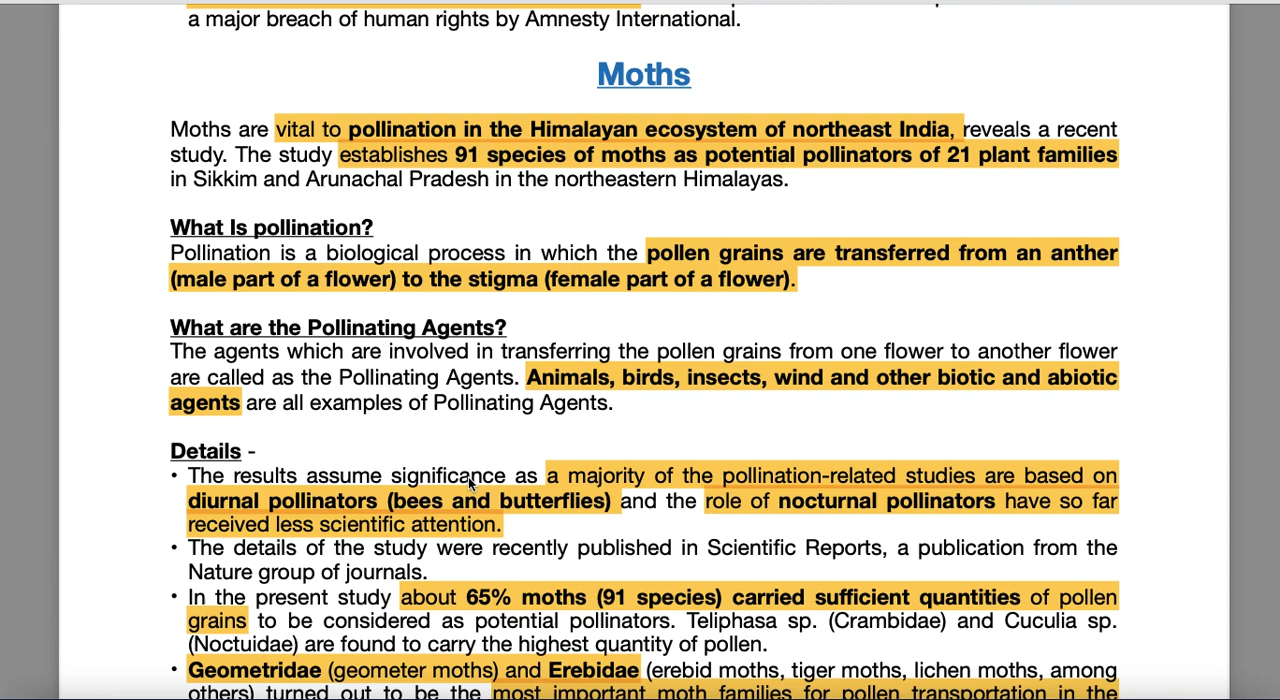 a major breach of human rights by Amnesty International.
Moths
Moths are vital to pollination in the Himalayan ecosystem of northeast India, reveals a recent
study. The study establishes 91 species of moths as potential pollinators of 21 plant families
in Sikkim and Arunachal Pradesh in the northeastern Himalayas.
What Is pollination?
Pollination is a biological process in which the pollen grains are transferred from an anther
(male part of a flower) to the stigma (female part of a flower).
What are the Pollinating Agents?
The agents which are involved in transferring the pollen grains from one flower to another flower
are called as the Pollinating Agents. Animals, birds, insects, wind and other biotic and abiotic
agents are all examples of Pollinating Agents.
Details -
• The results assume significance as a majority of the pollination-related studies are based on
diurnal pollinators (bees and butterflies) and the role of nocturnal pollinators have so far
received less scientific attention.
• The details of the study were recently published in Scientific Reports, a publication from the
Nature group of journals.
• In the present study about 65% moths (91 species) carried sufficient quantities of pollen
grains to be considered as potential pollinators. Teliphasa sp. (Crambidae) and Cuculia sp.
(Noctuidae) are found to carry the highest quantity of pollen.
• Geometridae (geometer moths) and Erebidae (erebid moths, tiger moths, lichen moths, among
others) turned out to be the most important moth families for pollen transportation in the